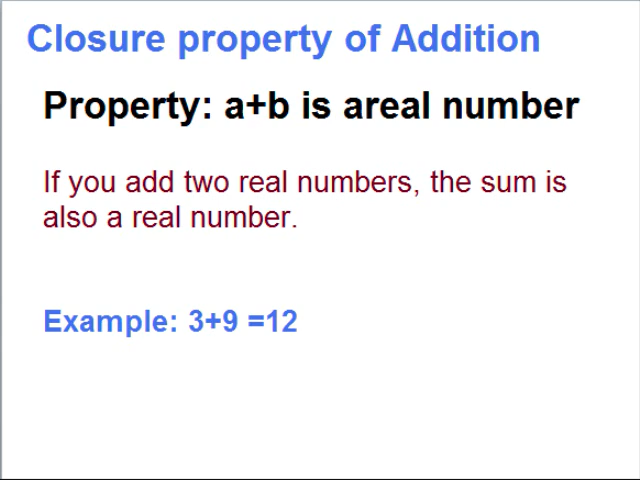 Closure property of Addition
Property: a+b is areal number
If you add two real numbers, the sum is
also a real number.
Example: 3+9 =12